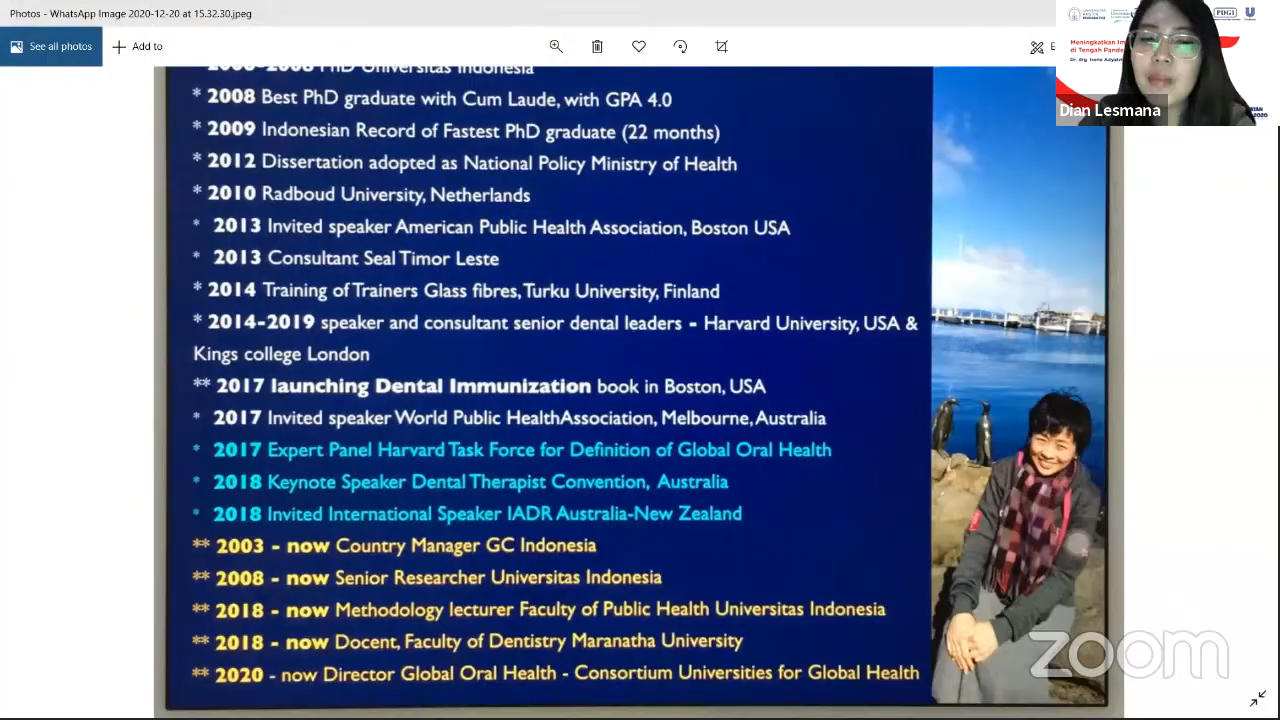 Photos - WhatsApp Image 2020-12-20 at 15.32.30.jpeg
See all photos
Add to
PDGI
Meningkatkan Im
di Tengah Pande
Dian Lesmana
PhD Universitas Indonesia
* 2008 Best PhD graduate with Cum Laude, with GPA 4.0
* 2009 Indonesian Record of Fastest PhD graduate (22 months)
* 2012 Dissertation adopted as National Policy Ministry of Health
* 2010 Radboud University, Netherlands
* 2013 Invited speaker American Public Health Association, Boston USA
* 2013 Consultant Seal Timor Leste
* 2014 Training of Trainers Glass fibres, Turku University, Finland
* 2014-2019 speaker and consultant senior dental leaders - Harvard University, USA &
Kings college London
** 2017 launching Dental Immunization book in Boston, USA
* 2017 Invited speaker World Public HealthAssociation, Melbourne, Australia
* 2017 Expert Panel Harvard Task Force for Definition of Global Oral Health
* 2018 Keynote Speaker Dental Therapist Convention, Australia
* 2018 Invited International Speaker IADR Australia-New Zealand
** 2003 - now Country Manager GC Indonesia
** 2008 - now Senior Researcher Universitas Indonesia
** 2018 - now Methodology lecturer Faculty of Public Health Universitas Indonesia
** 2018 - now Docent, Faculty of Dentistry Maranatha University
** 2020 - now Director Global Oral Health - Consortium Universities for Global Health
zoom